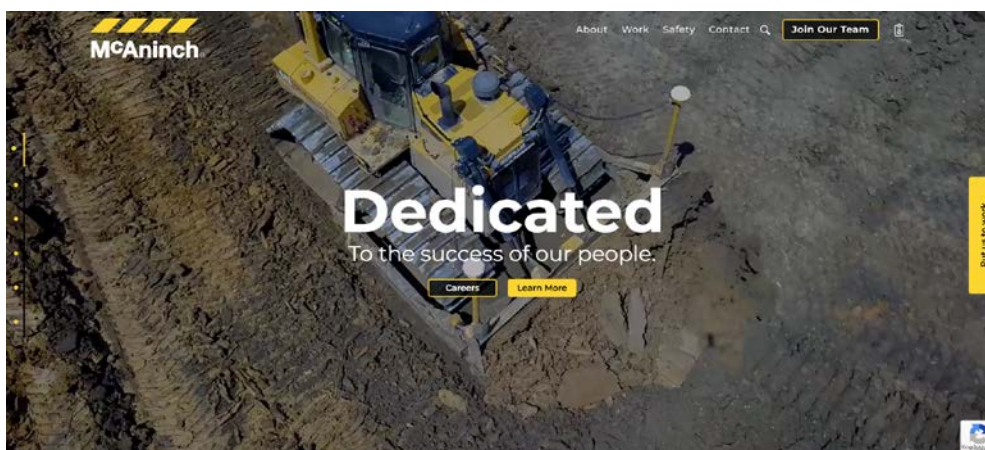 McAninch
About Work Safety Contact Join Our Team
Dedicated
To the success of our people.
Careers Learn More
Put us to work